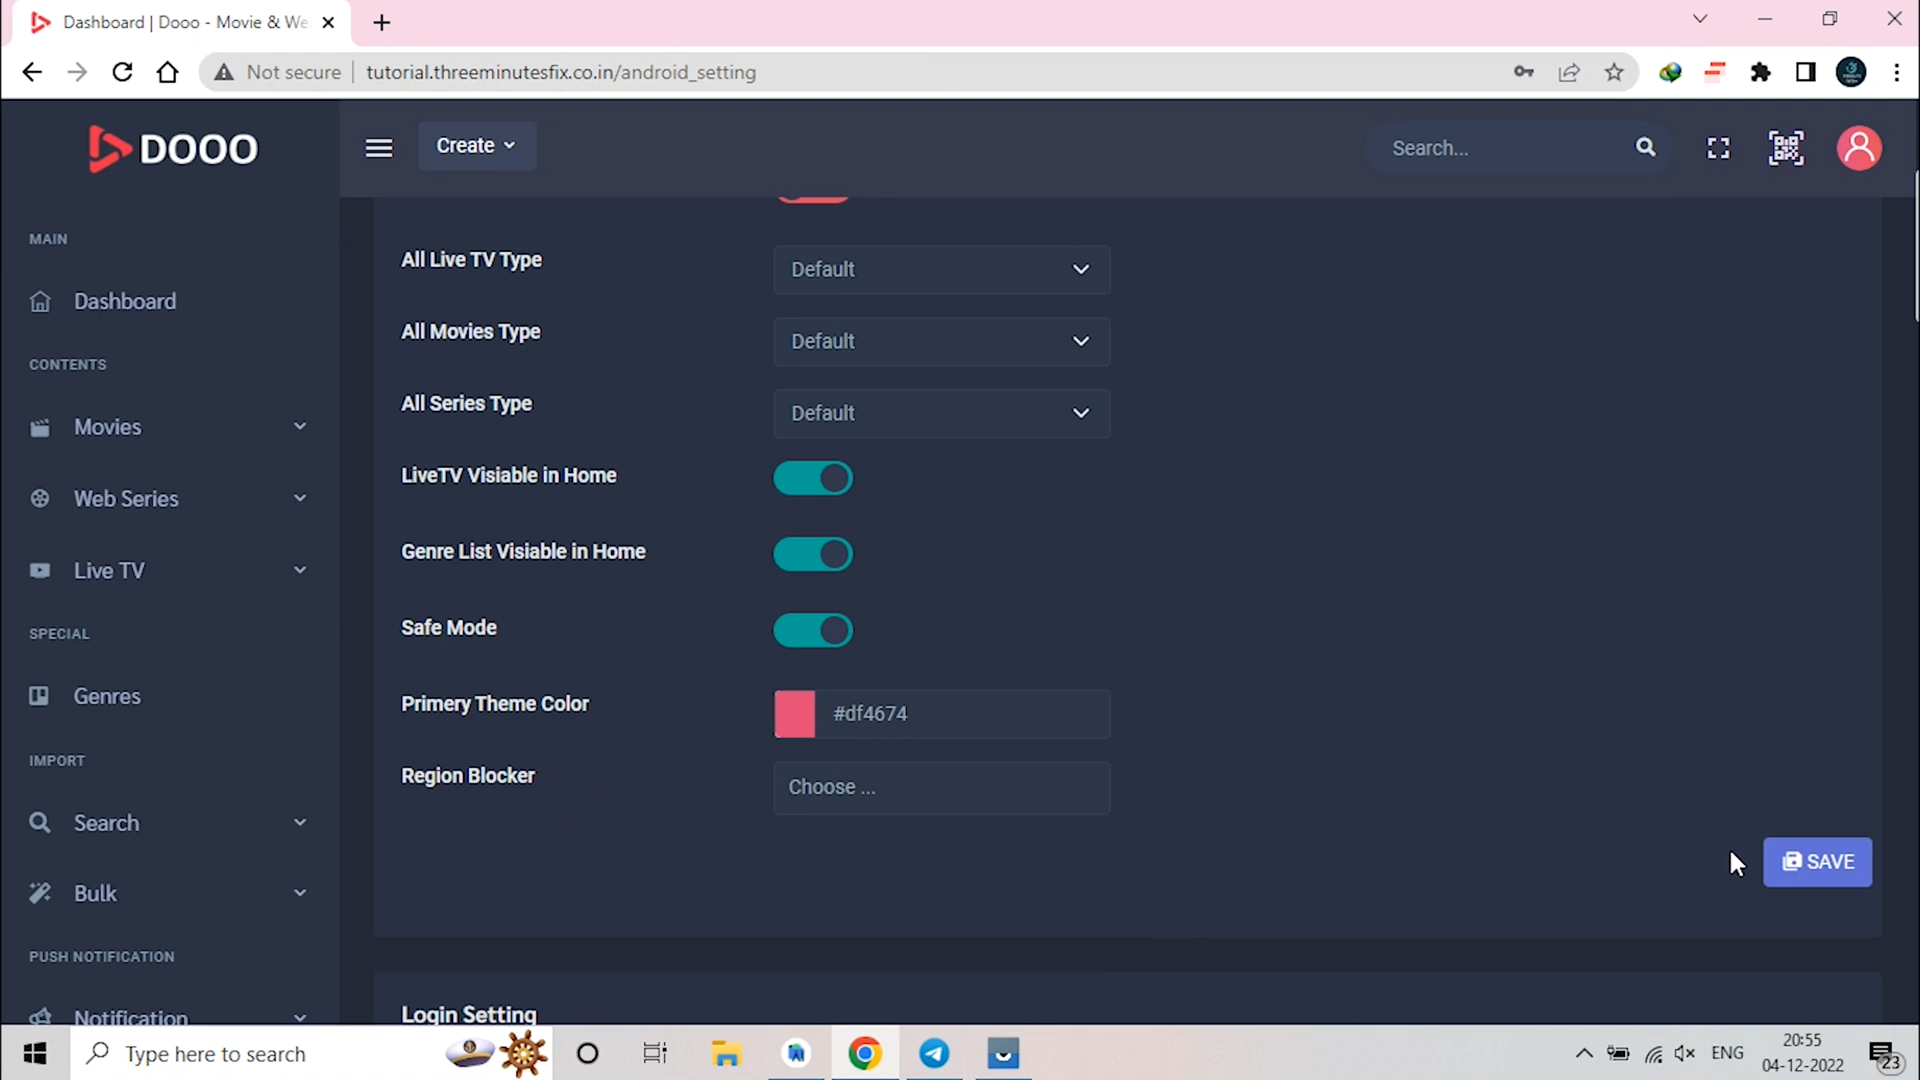 Dashboard | Dooo - Movie & We
Not secure
tutorial.threeminutesfix.co.in/android_setting
DOOO
Create
Search...
MAIN
Dashboard
CONTENTS
Movies
Web Series
Live TV
SPECIAL
Genres
IMPORT
Search
Bulk
PUSH NOTIFICATION
Notification
All Live TV Type
Default
All Movies Type
Default
All Series Type
Default
LiveTV Visiable in Home
Genre List Visiable in Home
Safe Mode
Primery Theme Color
#df4674
Region Blocker
Choose ...
SAVE
Login Setting
Type here to search
ENG
20:55
04-12-2022
23